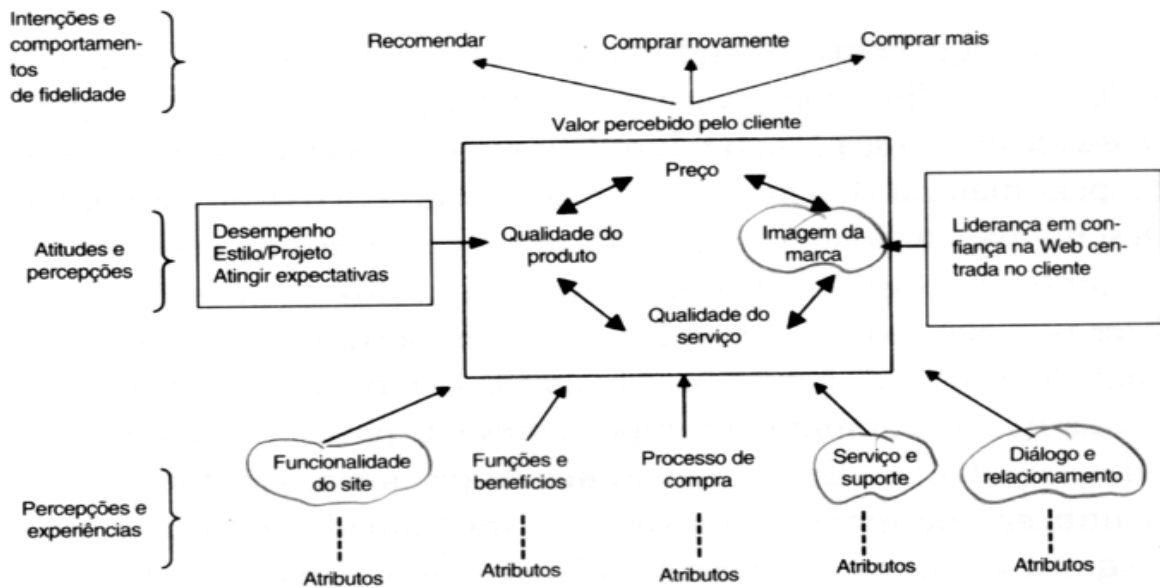 Intenções e
comportamen-
tos
de fidelidade
Recomendar
Comprar novamente
Comprar mais
Valor percebido pelo cliente
Atitudes e
percepções
Desempenho
Estilo/Projeto
Atingir expectativas
Preço
Qualidade do
produto
Imagem da
marca
Qualidade do
serviço
Liderança em con-
fiança na Web cen-
trada no cliente
Percepções e
experiências
Funcionalidade
do site
Funções e
benefícios
Processo de
compra
Serviço e
suporte
Diálogo e
relacionamento
Atributos
Atributos
Atributos
Atributos
Atributos